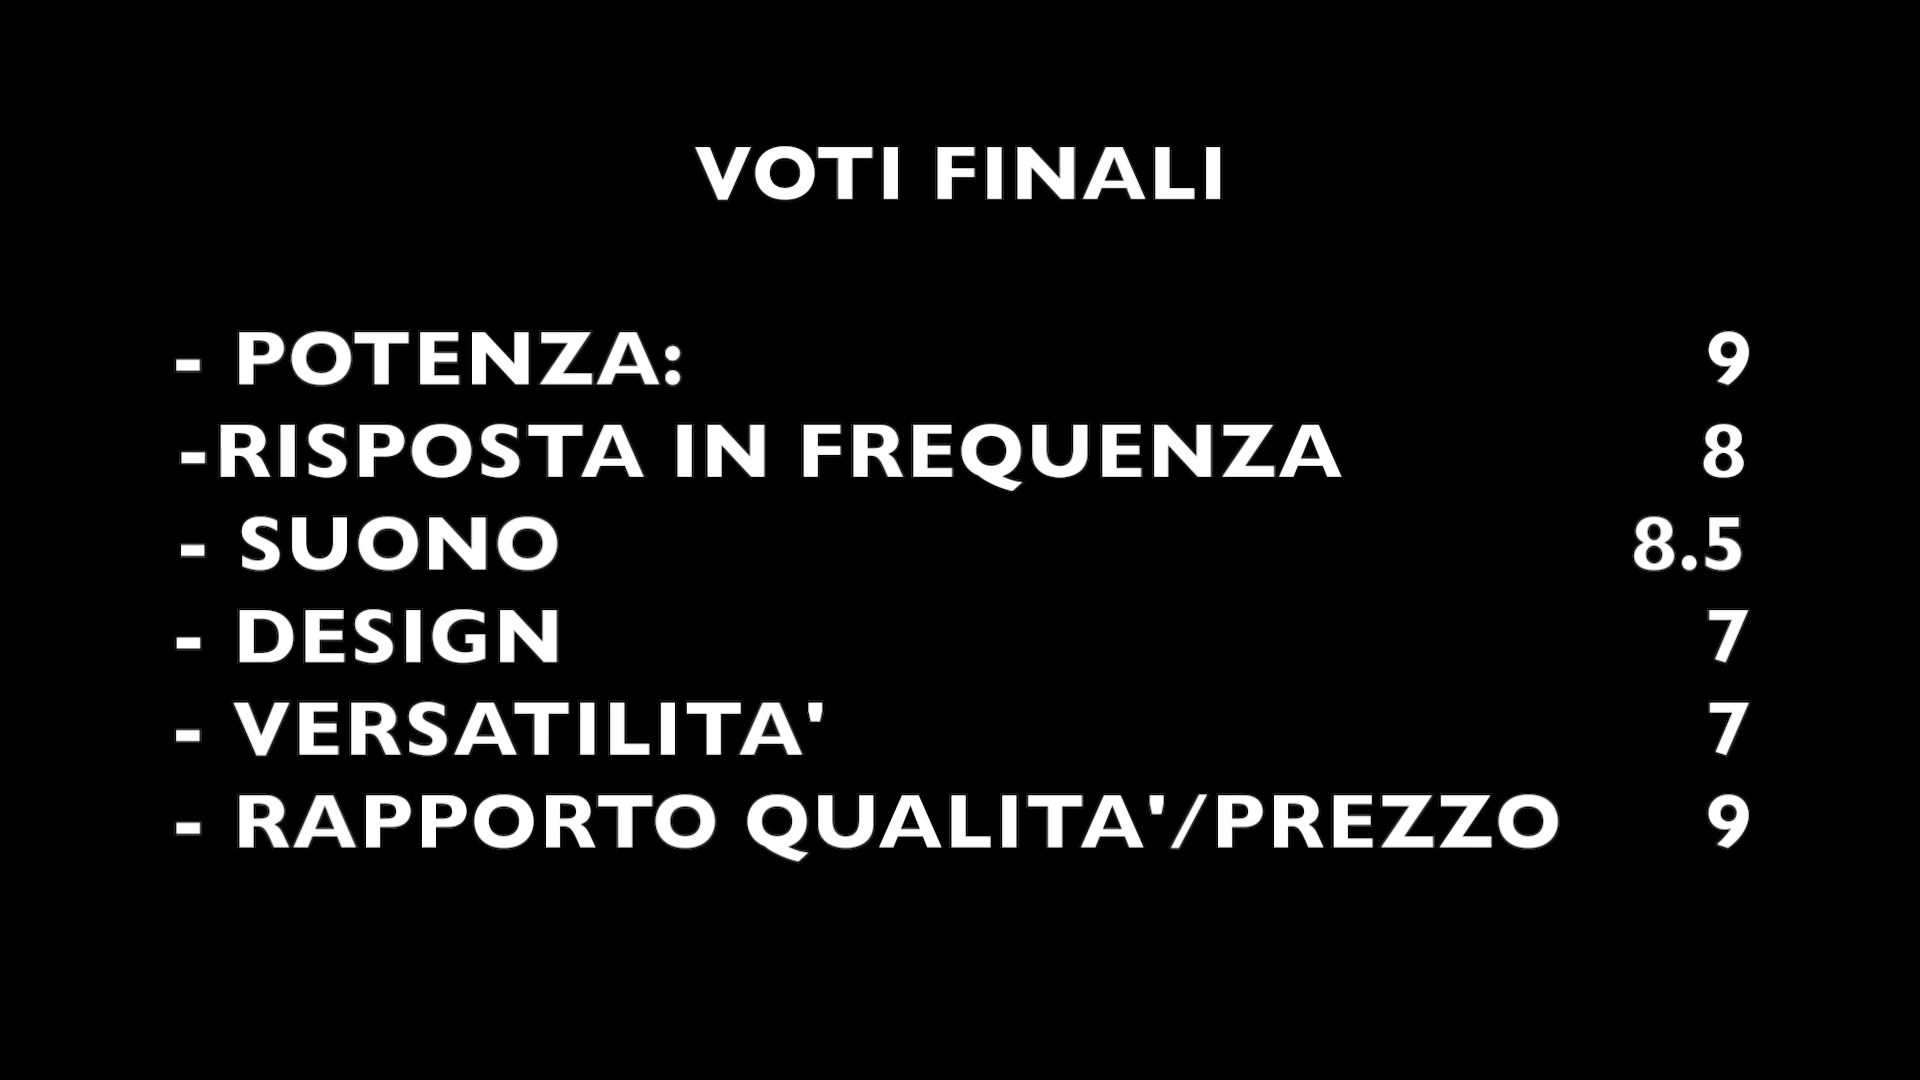 VOTI FINALI
- POTENZA: 9
-RISPOSTA IN FREQUENZA 8
- SUONO 8.5
- DESIGN 7
- VERSATILITA' 7
- RAPPORTO QUALITA'/PREZZO 9